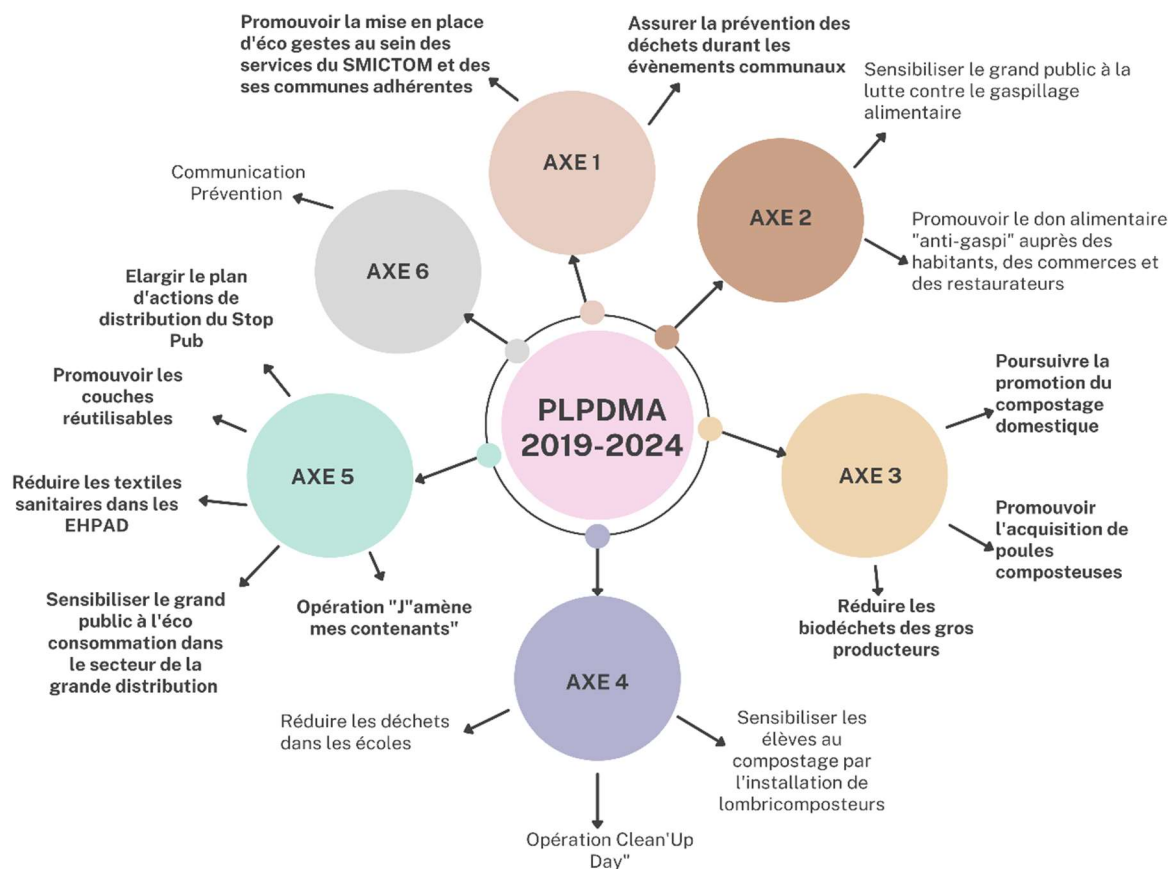 PLPDMA
2019-2024
AXE 1
Promouvoir la mise en place
d'éco gestes au sein des
services du SMICTOM et des
ses communes adhérentes
Assurer la prévention des
déchets durant les
évènements communaux
AXE 2
Sensibiliser le grand public à la
lutte contre le gaspillage
alimentaire
Promouvoir le don alimentaire
"anti-gaspi" auprès des
habitants, des commerces et
des restaurateurs
AXE 3
Poursuivre la
promotion du
compostage
domestique
Promouvoir
l'acquisition de
poules
composteuses
Réduire les
biodéchets des gros
producteurs
AXE 4
Sensibiliser les
élèves au
compostage par
l'installation de
lombricomposteurs
Opération Clean'Up
Day"
Réduire les déchets
dans les écoles
AXE 5
Opération "J"amène
mes contenants"
Sensibiliser le grand
public à l'éco
consommation dans
le secteur de la
grande distribution
Réduire les textiles
sanitaires dans les
EHPAD
Promouvoir les
couches
réutilisables
Elargir le plan
d'actions de
distribution du Stop
Pub
AXE 6
Communication
Prévention